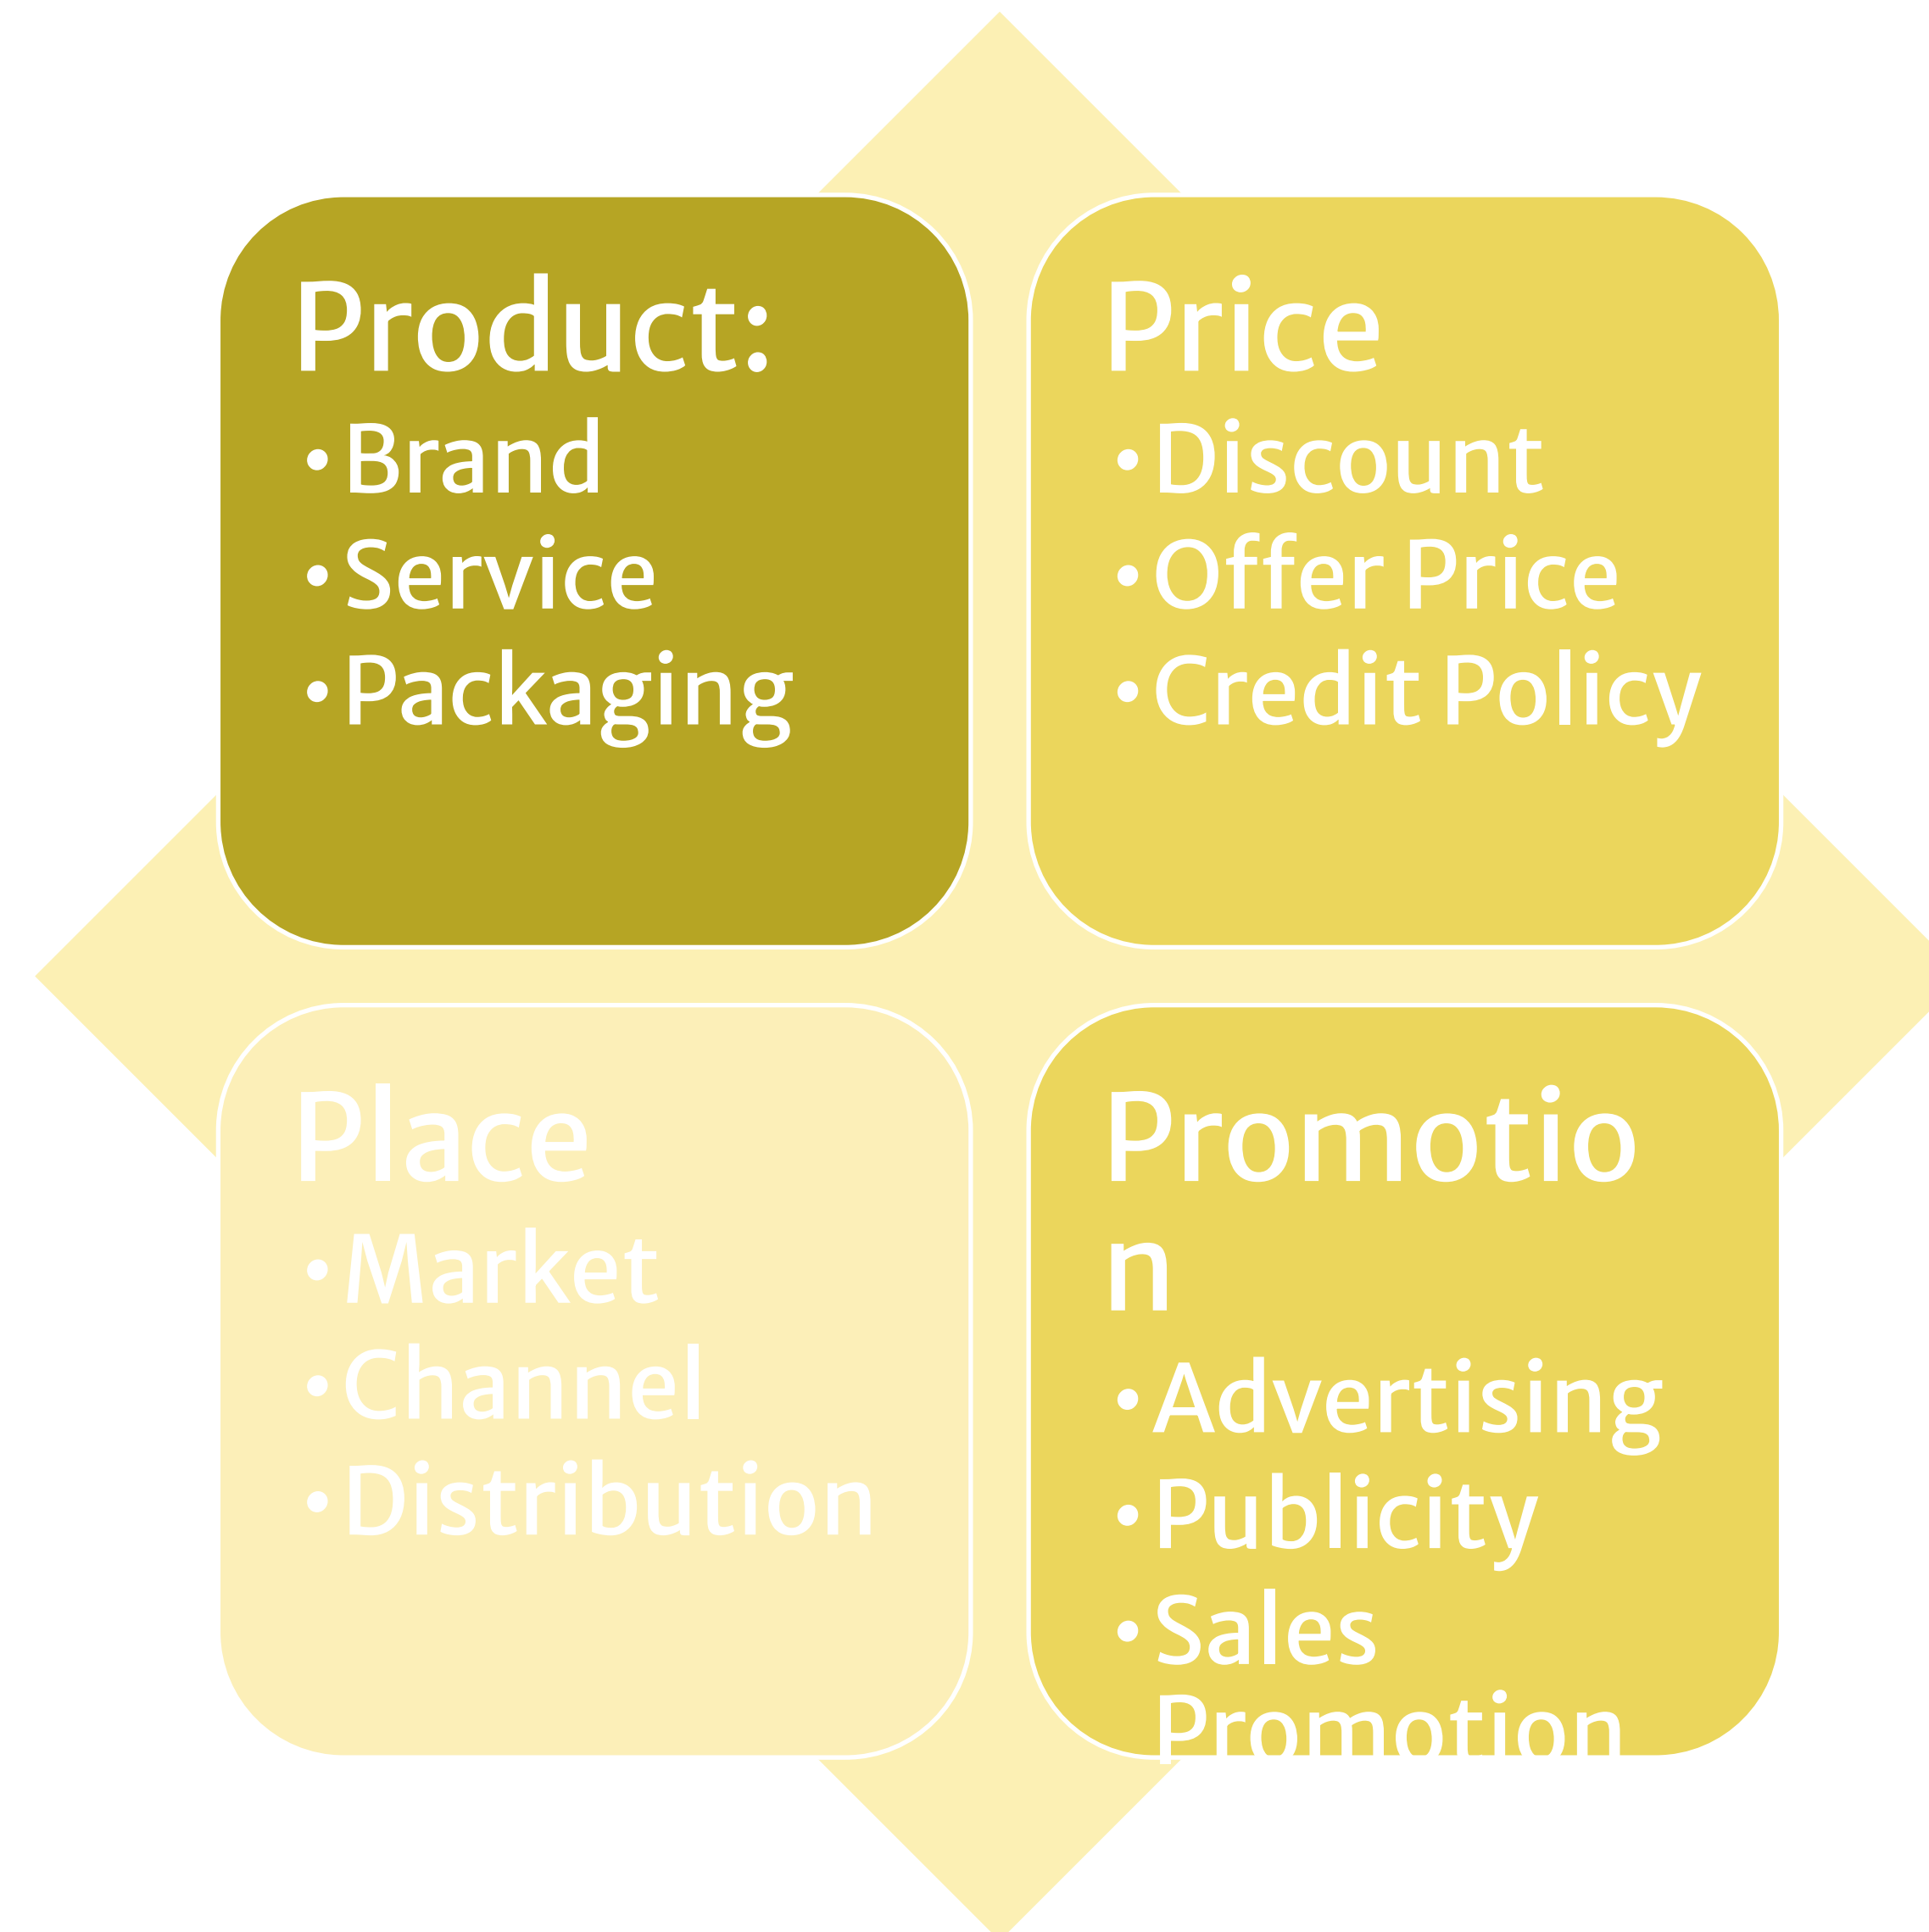 Product:
• Brand
• Service
• Packaging
Price
• Discount
• Offer Price
• Credit Policy
Place
• Market
• Channel
• Distribution
Promotio
n
• Advertising
• Publicity
• Sales
Promotion